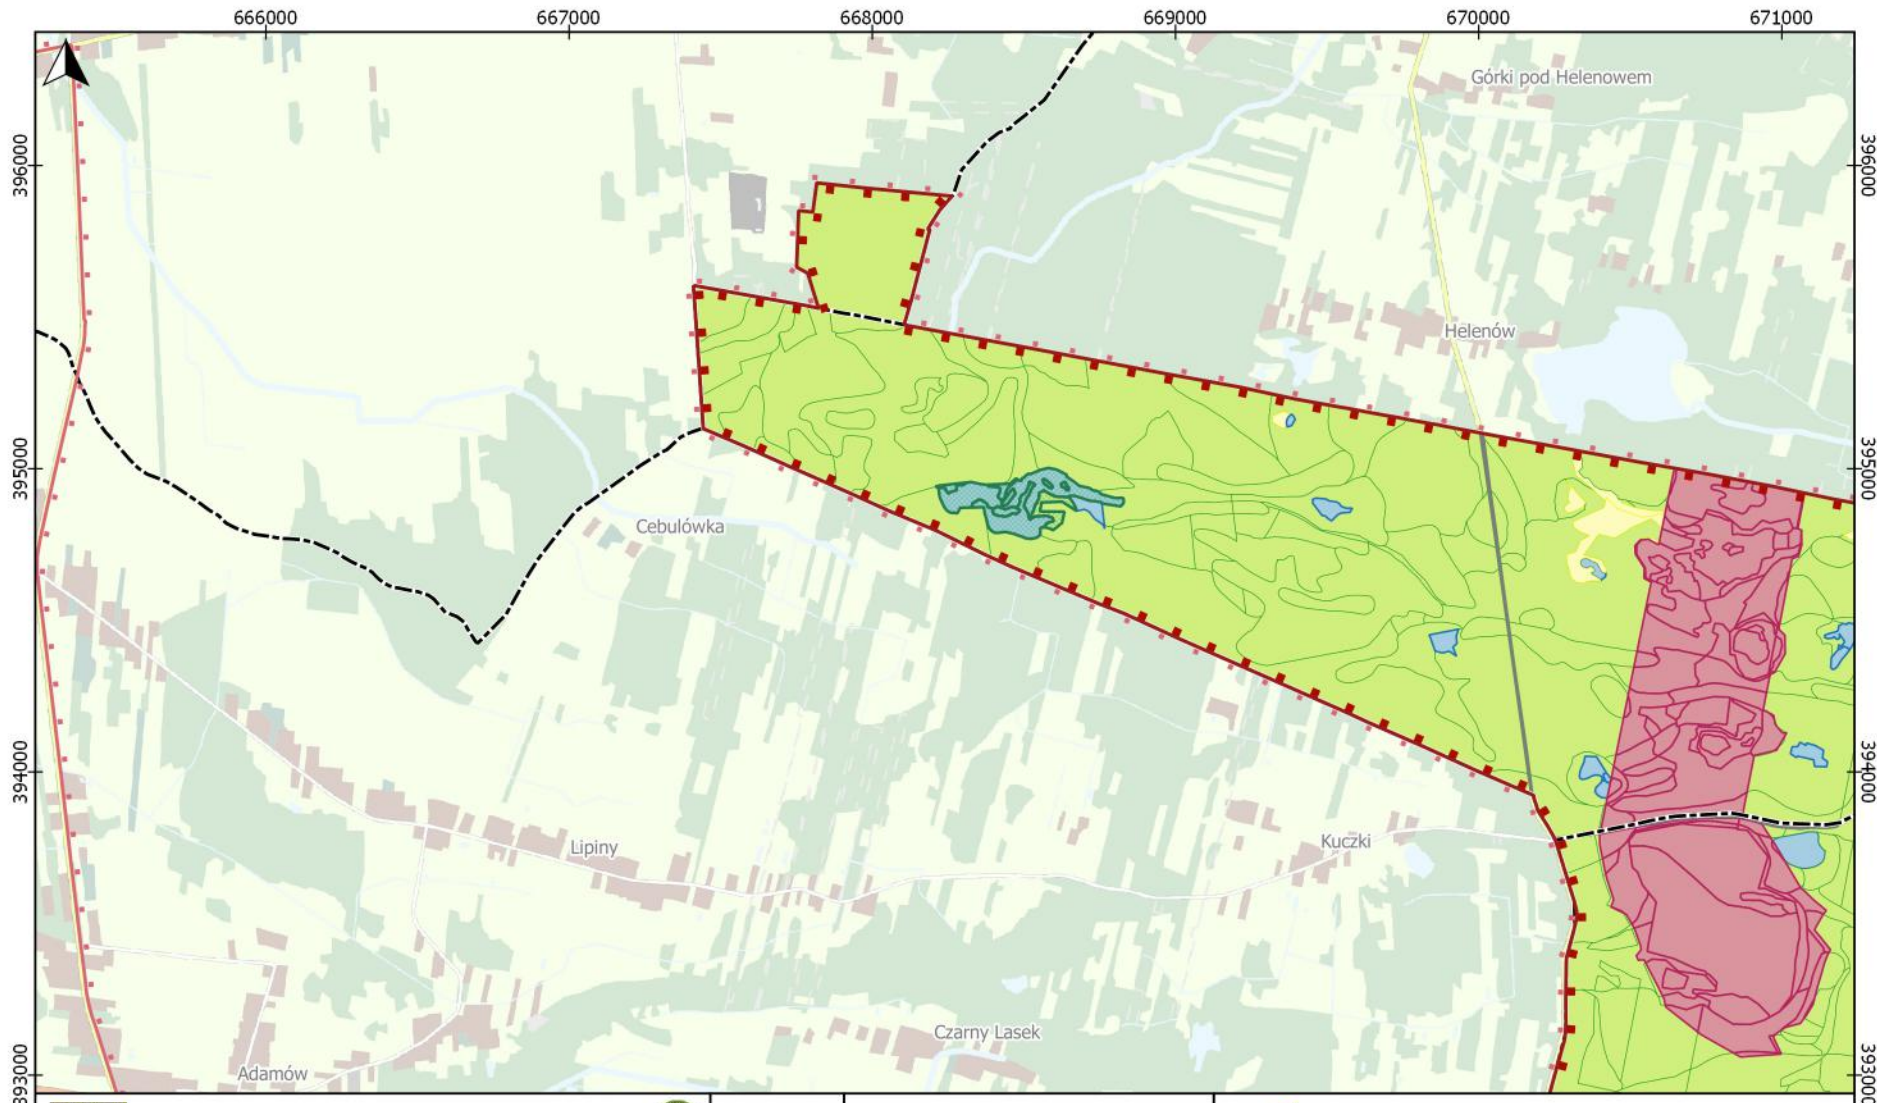 666000 667000 668000 669000 670000 671000
Górki pod Helenowem
396000 396000
Helenów
395000 395000
Cebulówka
394000 394000
Lipiny Kuczki
Czarny Lasek
Adamów
393000 393000